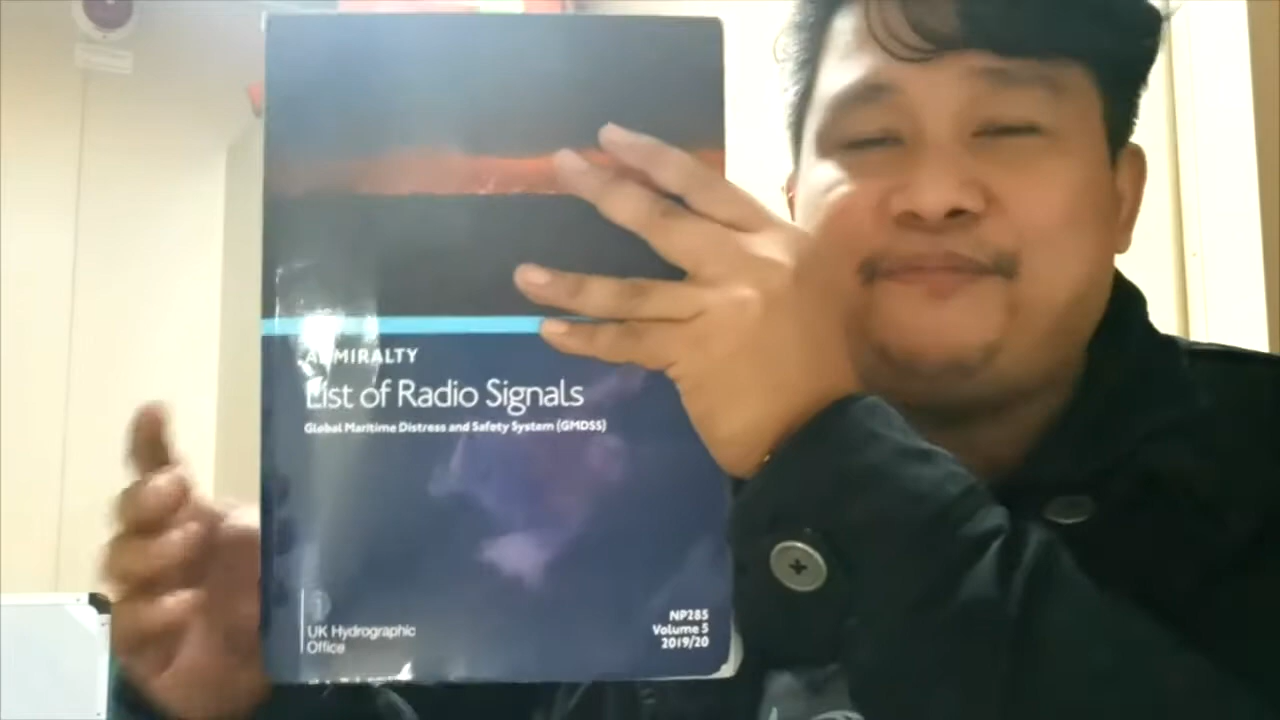 ADMIRALTY
List of Radio Signals
Global Maritime Distress and Safety System (GMDSS)
UK Hydrographic
Office
NP285
Volume 5
2019/20